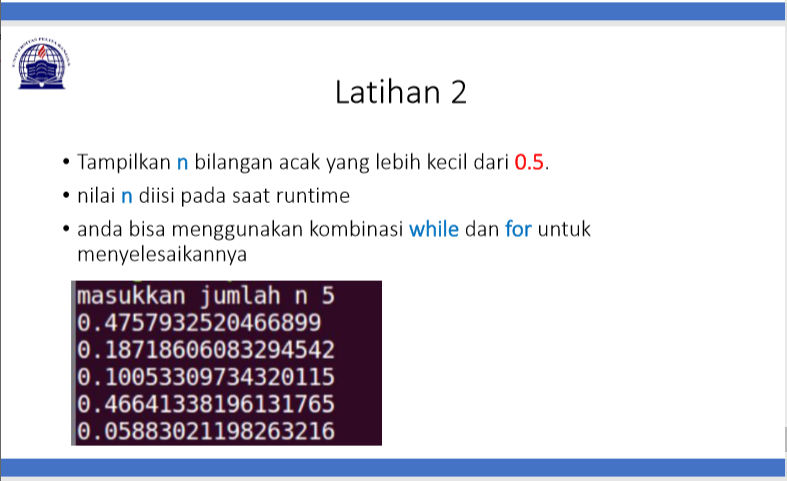 Latihan 2
• Tampilkan n bilangan acak yang lebih kecil dari 0.5.
• nilai n diisi pada saat runtime
• anda bisa menggunakan kombinasi while dan for untuk
menyelesaikannya
masukkan jumlah n 5
0.4757932520466899
0.18718606083294542
0.10053309734320115
0.46641338196131765
0.05883021198263216